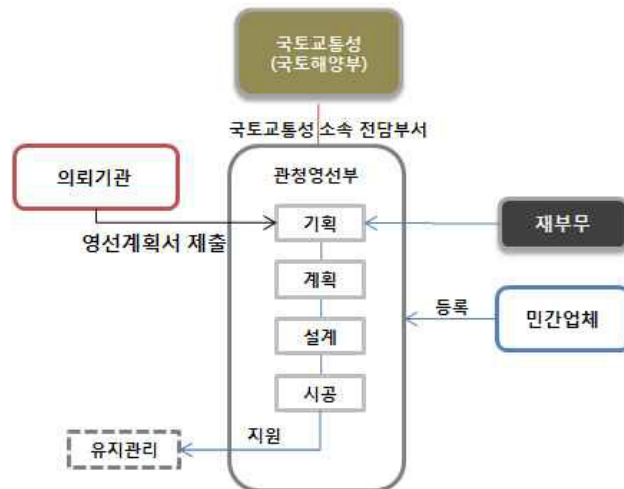 국토교통성
(국토해양부)
국토교통성 소속 전담부서
의뢰기관
관청영선부
기획
재부무
영선계획서 제출
계획
등록
민간업체
설계
시공
지원
유지관리